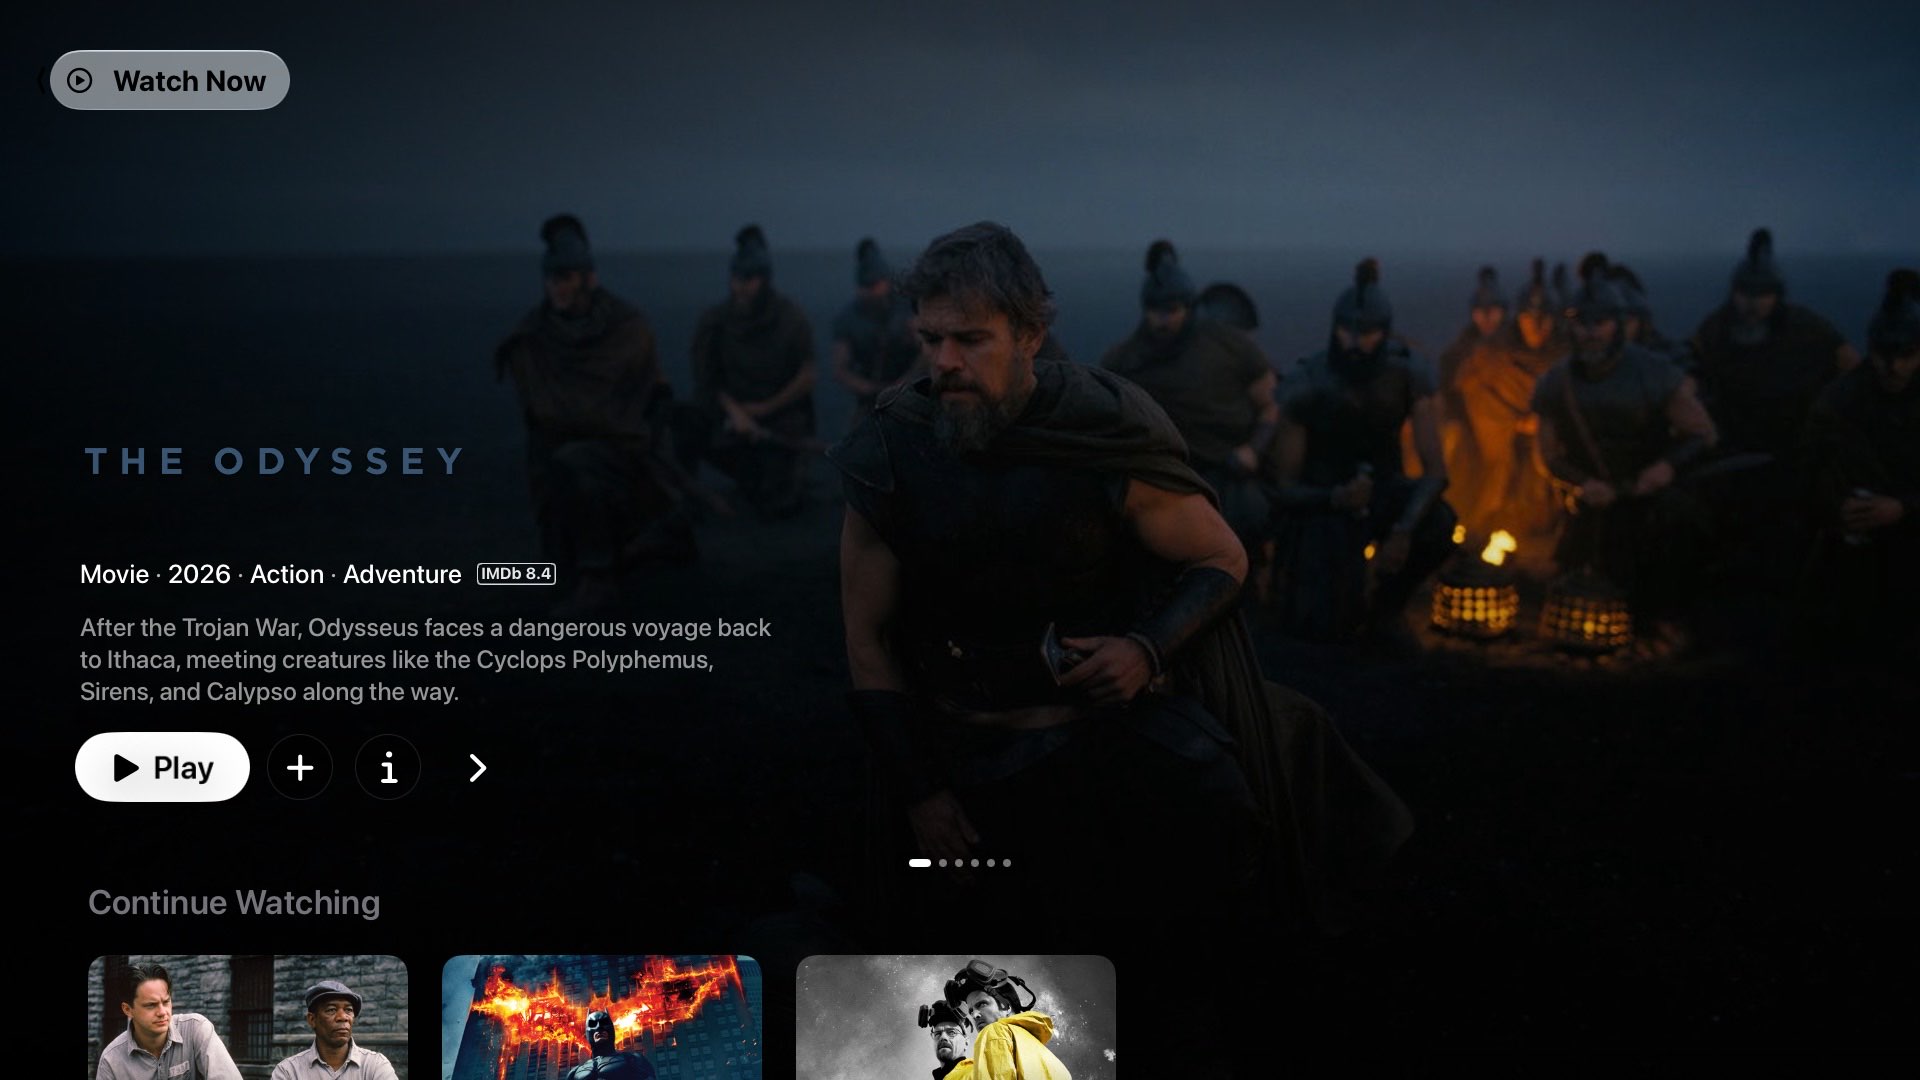 Watch Now
THE ODYSSEY
Movie · 2026 · Action · Adventure IMDb 8.4
After the Trojan War, Odysseus faces a dangerous voyage back
to Ithaca, meeting creatures like the Cyclops Polyphemus,
Sirens, and Calypso along the way.
Play
Continue Watching